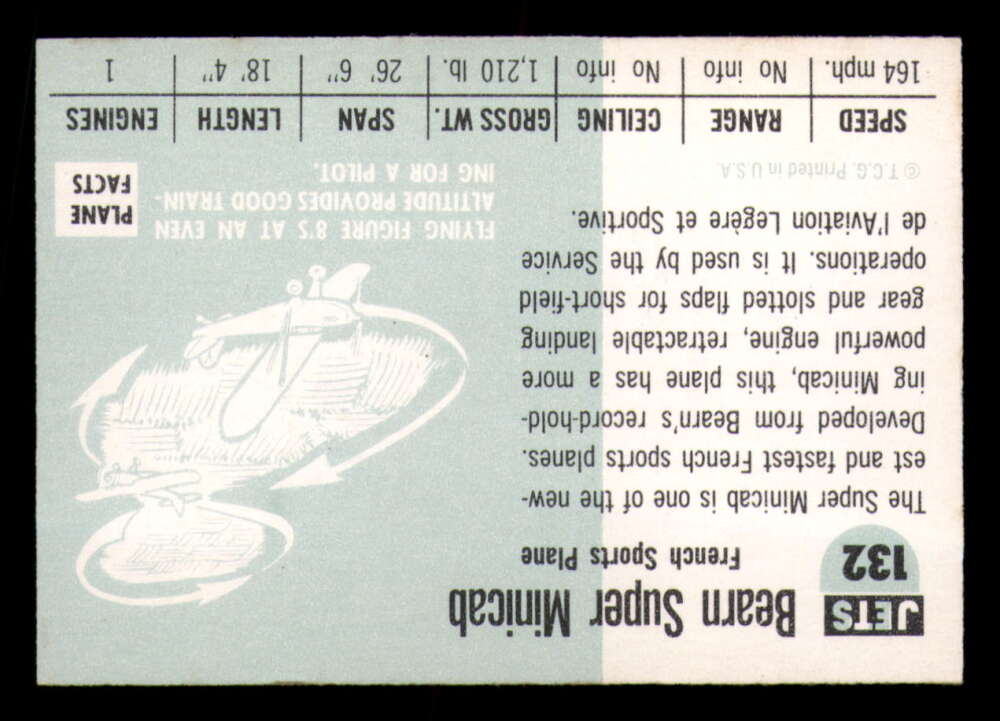 JETS
132
Bearn Super Minicab
French Sports Plane
The Super Minicab is one of the new-
est and fastest French sports planes.
Developed from Bearn's record-hold-
ing Minicab, this plane has a more
powerful engine, retractable landing
gear and slotted flaps for short-field
operations. It is used by the Service
de l'Aviation Legère et Sportive.
© T.C.G. Printed in U.S.A.
PLANE
FACTS
FLYING FIGURE 8'S AT AN EVEN
ALTITUDE PROVIDES GOOD TRAIN-
ING FOR A PILOT.
SPEED RANGE CEILING GROSS WT. SPAN LENGTH ENGINES
164 mph. No info No info 1,210 lb. 26' 6" 18' 4" 1